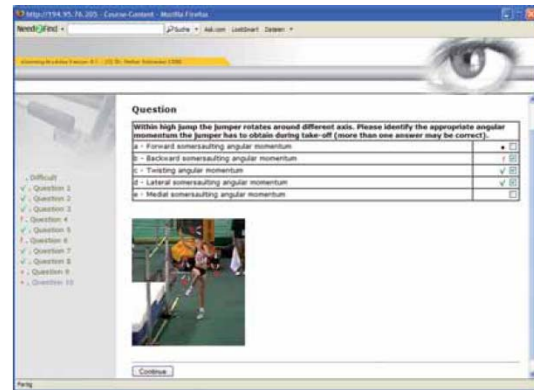 http://194.95.76.205 - Course-Content - Mozilla Firefox
Need2Find
Suche
Ask.com
LostSmart
Dateien
Question
Within high jump the jumper rotates around different axis. Please identify the appropriate angular
momentum the jumper has to obtain during take-off (more than one answer may be correct).
a - Forward somersaulting angular momentum
b - Backward somersaulting angular momentum
c - Twisting angular momentum
d - Lateral somersaulting angular momentum
e - Medial somersaulting angular momentum
. Difficult
√ . Question 1
√ . Question 2
√ . Question 3
! . Question 4
√ . Question 5
! . Question 6
√ . Question 7
√ . Question 8
. Question 9
. Question 10
Continue
Fertig